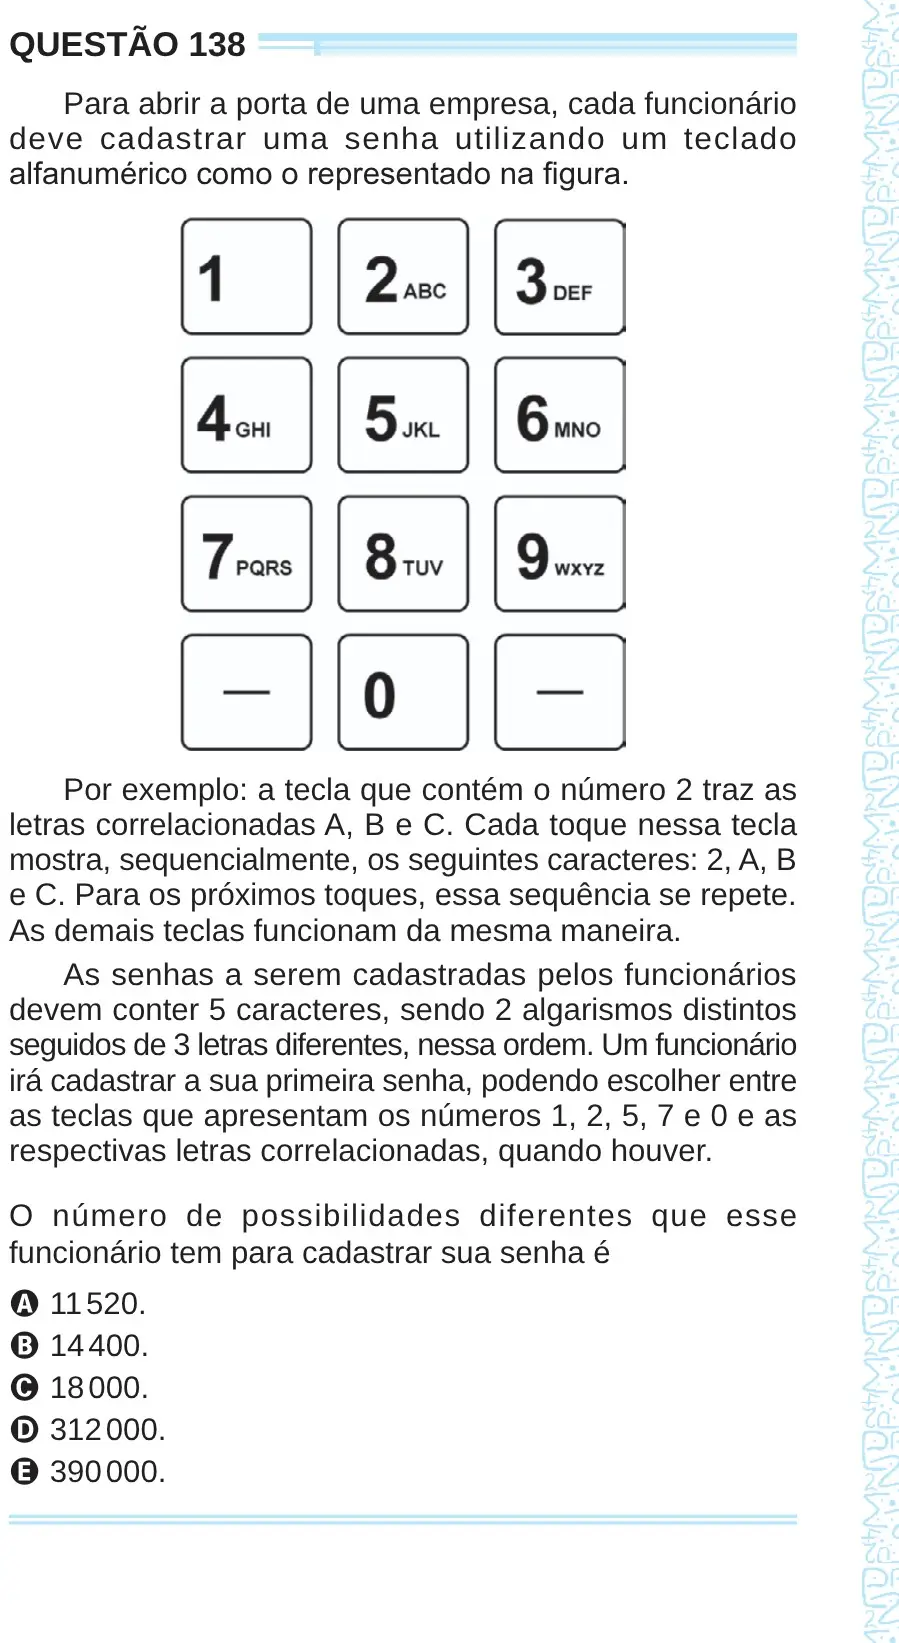 QUESTÃO 138
Para abrir a porta de uma empresa, cada funcionário
deve cadastrar uma senha utilizando um teclado
alfanumérico como o representado na figura.
1 2 ABC 3 DEF
4 GHI 5 JKL 6 MNO
7 PQRS 8 TUV 9 WXYZ
— 0 —
Por exemplo: a tecla que contém o número 2 traz as
letras correlacionadas A, B e C. Cada toque nessa tecla
mostra, sequencialmente, os seguintes caracteres: 2, A, B
e C. Para os próximos toques, essa sequência se repete.
As demais teclas funcionam da mesma maneira.
As senhas a serem cadastradas pelos funcionários
devem conter 5 caracteres, sendo 2 algarismos distintos
seguidos de 3 letras diferentes, nessa ordem. Um funcionário
irá cadastrar a sua primeira senha, podendo escolher entre
as teclas que apresentam os números 1, 2, 5, 7 e 0 e as
respectivas letras correlacionadas, quando houver.
O número de possibilidades diferentes que esse
funcionário tem para cadastrar sua senha é
A 11 520.
B 14 400.
C 18 000.
D 312 000.
E 390 000.